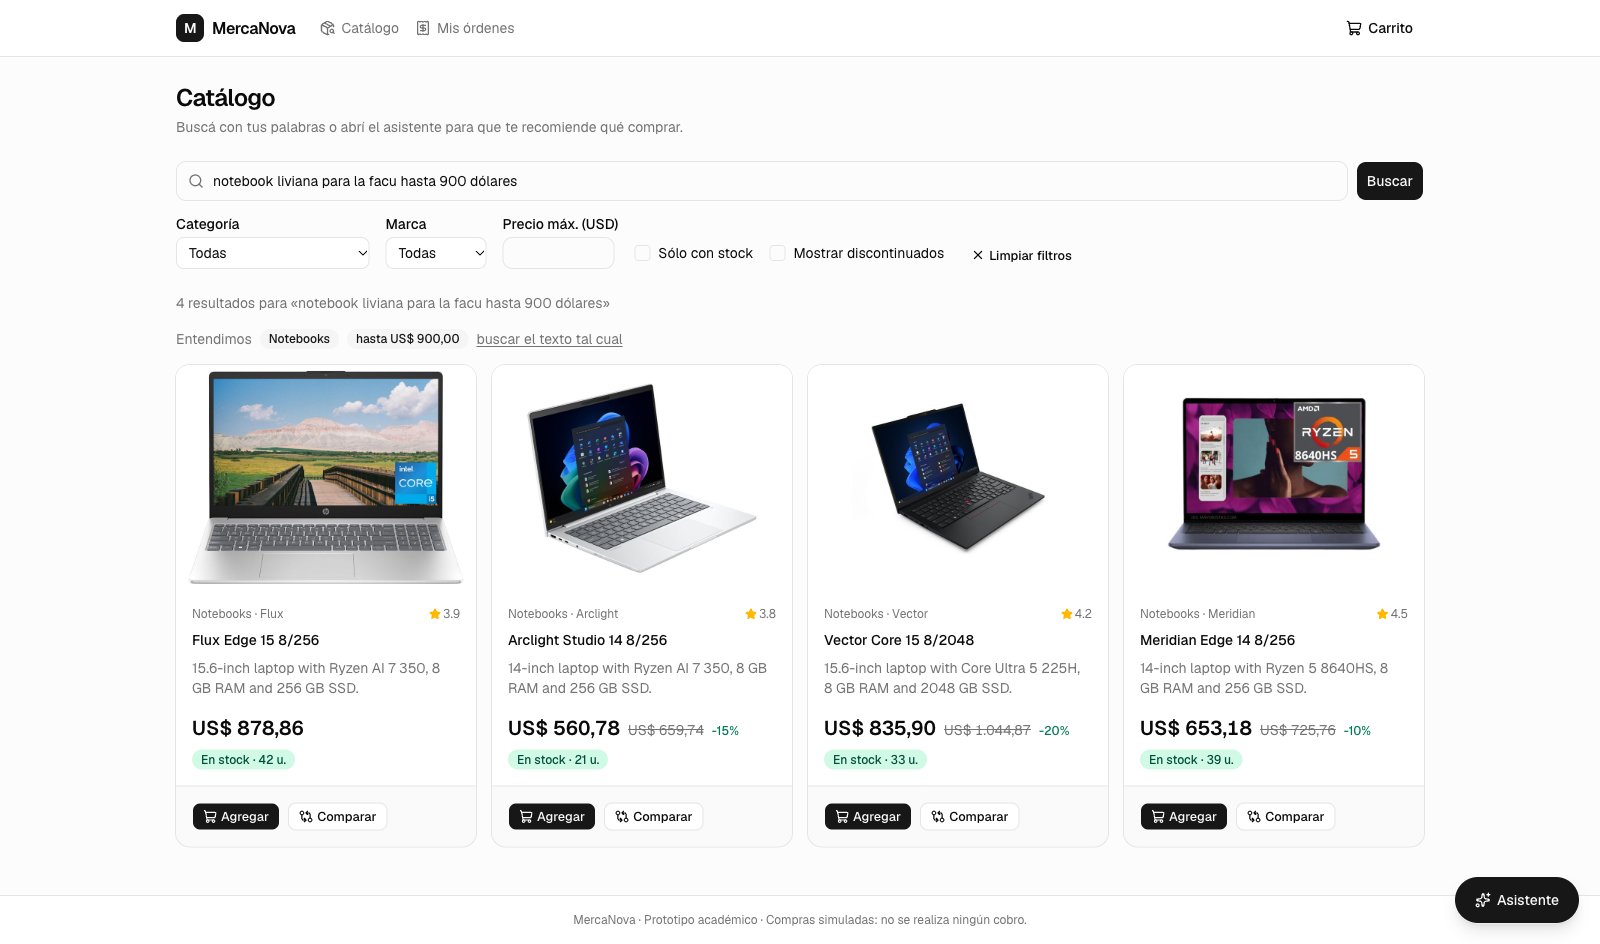 M MercaNova Catálogo Mis órdenes Carrito
Catálogo
Buscá con tus palabras o abrí el asistente para que te recomiende qué comprar.
notebook liviana para la facu hasta 900 dólares Buscar
Categoría Marca Precio máx. (USD)
Todas Todas Sólo con stock Mostrar discontinuados Limpiar filtros
4 resultados para «notebook liviana para la facu hasta 900 dólares»
Entendimos Notebooks hasta US$ 900,00 buscar el texto tal cual
intel
CORE
i5
hp
AMD
RYZEN
8640HS 5
Notebooks · Flux 3.9
Flux Edge 15 8/256
15.6-inch laptop with Ryzen AI 7 350, 8
GB RAM and 256 GB SSD.
US$ 878,86
En stock · 42 u.
Agregar Comparar
Notebooks · Arclight 3.8
Arclight Studio 14 8/256
14-inch laptop with Ryzen AI 7 350, 8 GB
RAM and 256 GB SSD.
US$ 560,78 US$ 659,74 -15%
En stock · 21 u.
Agregar Comparar
Notebooks · Vector 4.2
Vector Core 15 8/2048
15.6-inch laptop with Core Ultra 5 225H,
8 GB RAM and 2048 GB SSD.
US$ 835,90 US$ 1.044,87 -20%
En stock · 33 u.
Agregar Comparar
Notebooks · Meridian 4.5
Meridian Edge 14 8/256
14-inch laptop with Ryzen 5 8640HS, 8
GB RAM and 256 GB SSD.
US$ 653,18 US$ 725,76 -10%
En stock · 39 u.
Agregar Comparar
Asistente
MercaNova · Prototipo académico · Compras simuladas: no se realiza ningún cobro.